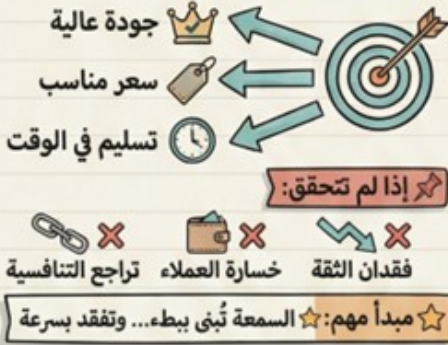 جودة عالية
سعر مناسب
تسليم في الوقت
إذا لم تتحقق:
فقدان الثقة
خسارة العملاء
تراجع التنافسية
مبدأ مهم: السمعة تُبنى ببطء... وتفقد بسرعة